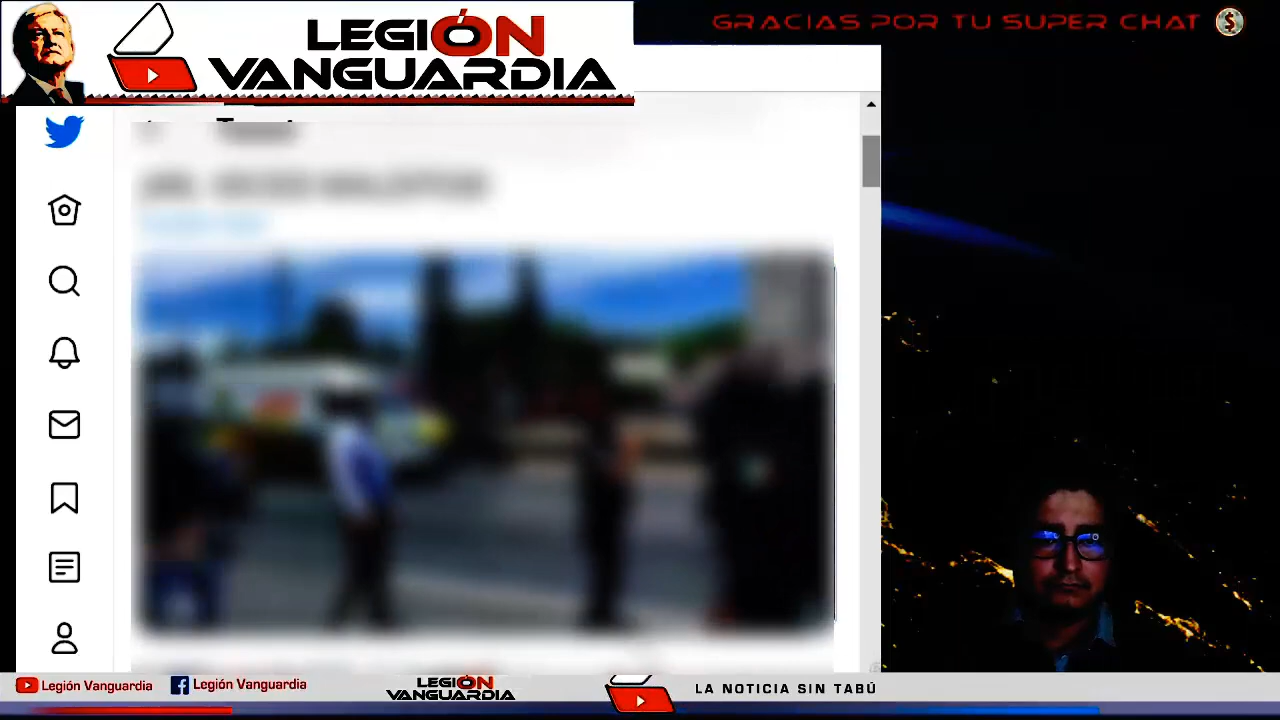 LEGIÓN
VANGUARDIA
GRACIAS POR TU SUPER CHAT
Legión Vanguardia
Legión Vanguardia
LEGIÓN
VANGUARDIA
LA NOTICIA SIN TABÚ